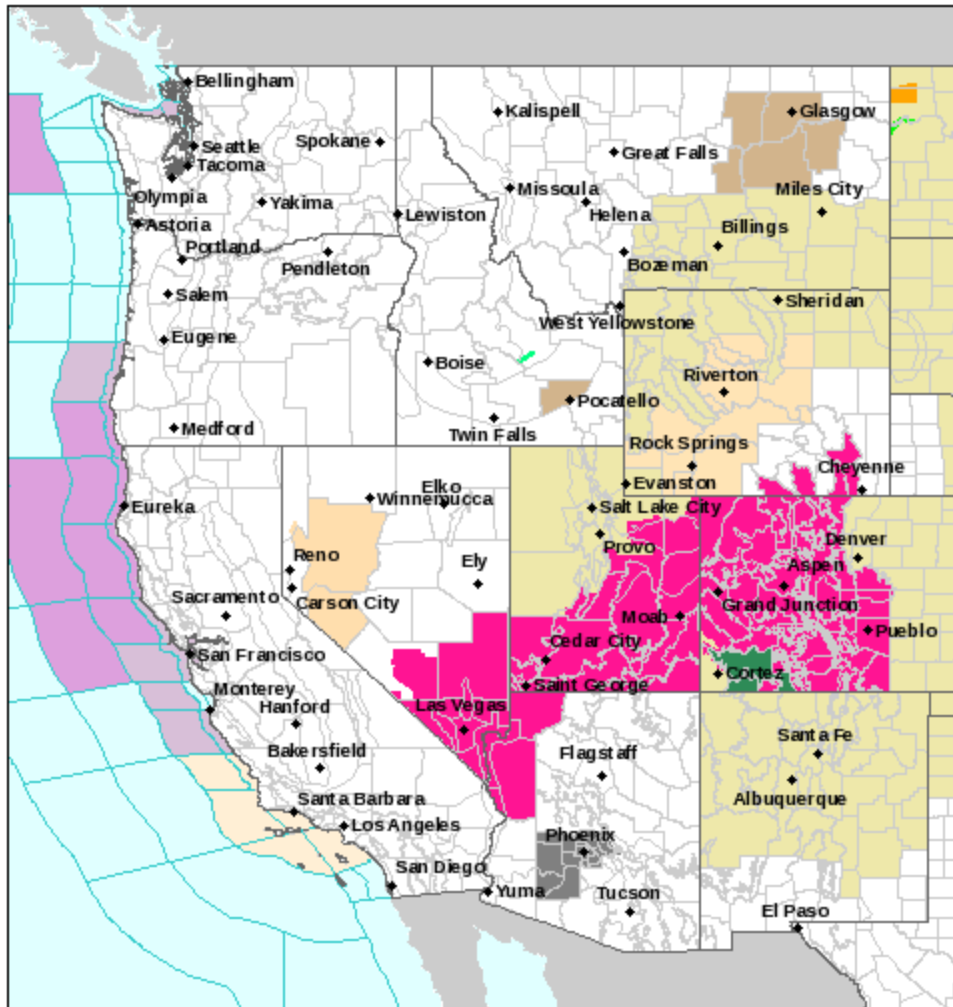 Bellingham
Kalispell
Glasgow
Seattle
Spokane
Great Falls
Tacoma
Missoula
Miles City
Olympia
Yakima
Lewiston
Helena
Astoria
Billings
Portland
Pendleton
Bozeman
Salem
Sheridan
West Yellowstone
Eugene
Boise
Riverton
Pocatello
Medford
Twin Falls
Rock Springs
Cheyenne
Elko
Evanston
Winnemucca
Eureka
Salt Lake City
Denver
Provo
Reno
Ely
Aspen
Sacramento
Carson City
Grand Junction
Moab
Pueblo
Cedar City
San Francisco
Cortez
Saint George
Monterey
Las Vegas
Hanford
Santa Fe
Bakersfield
Flagstaff
Santa Barbara
Albuquerque
Los Angeles
Phoenix
San Diego
Yuma
Tucson
El Paso